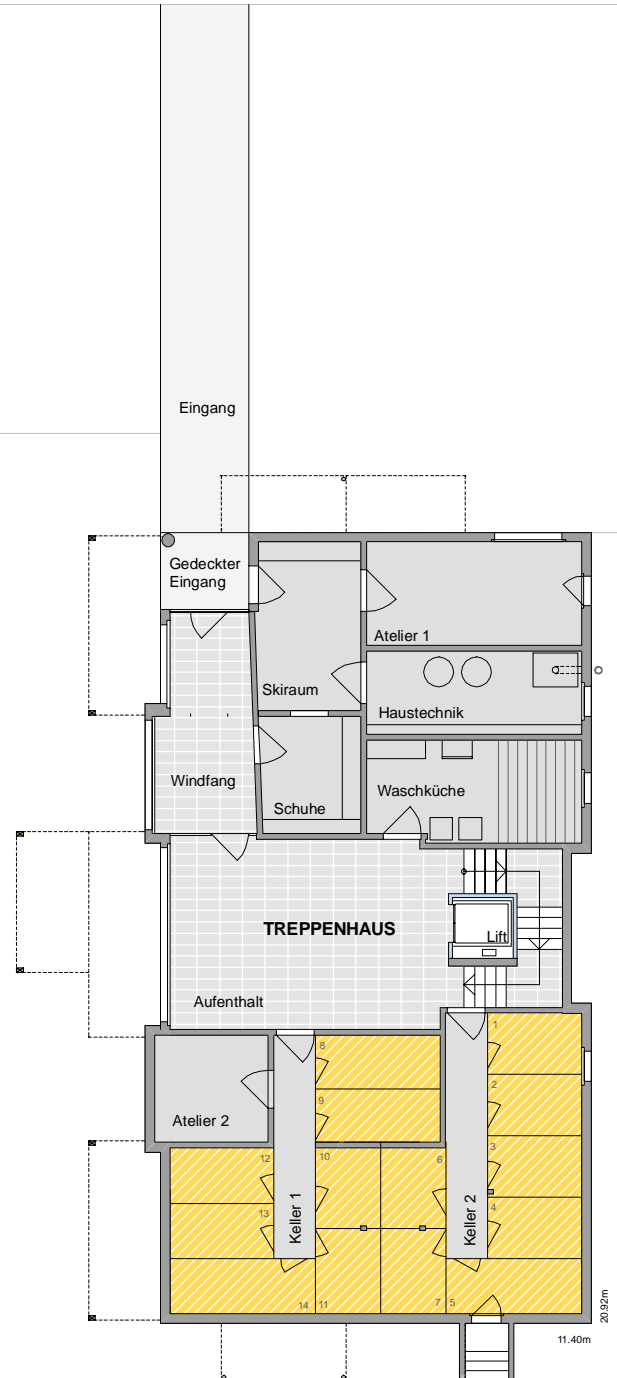 Eingang
Gedeckter
Eingang
Atelier 1
Skiraum
Haustechnik
Windfang
Waschküche
Schuhe
TREPPENHAUS
Lift
Aufenthalt
1
8
2
9
Atelier 2
3
12
10
6
13
4
Keller 1
Keller 2
14
11
7
5
20.92m
11.40m